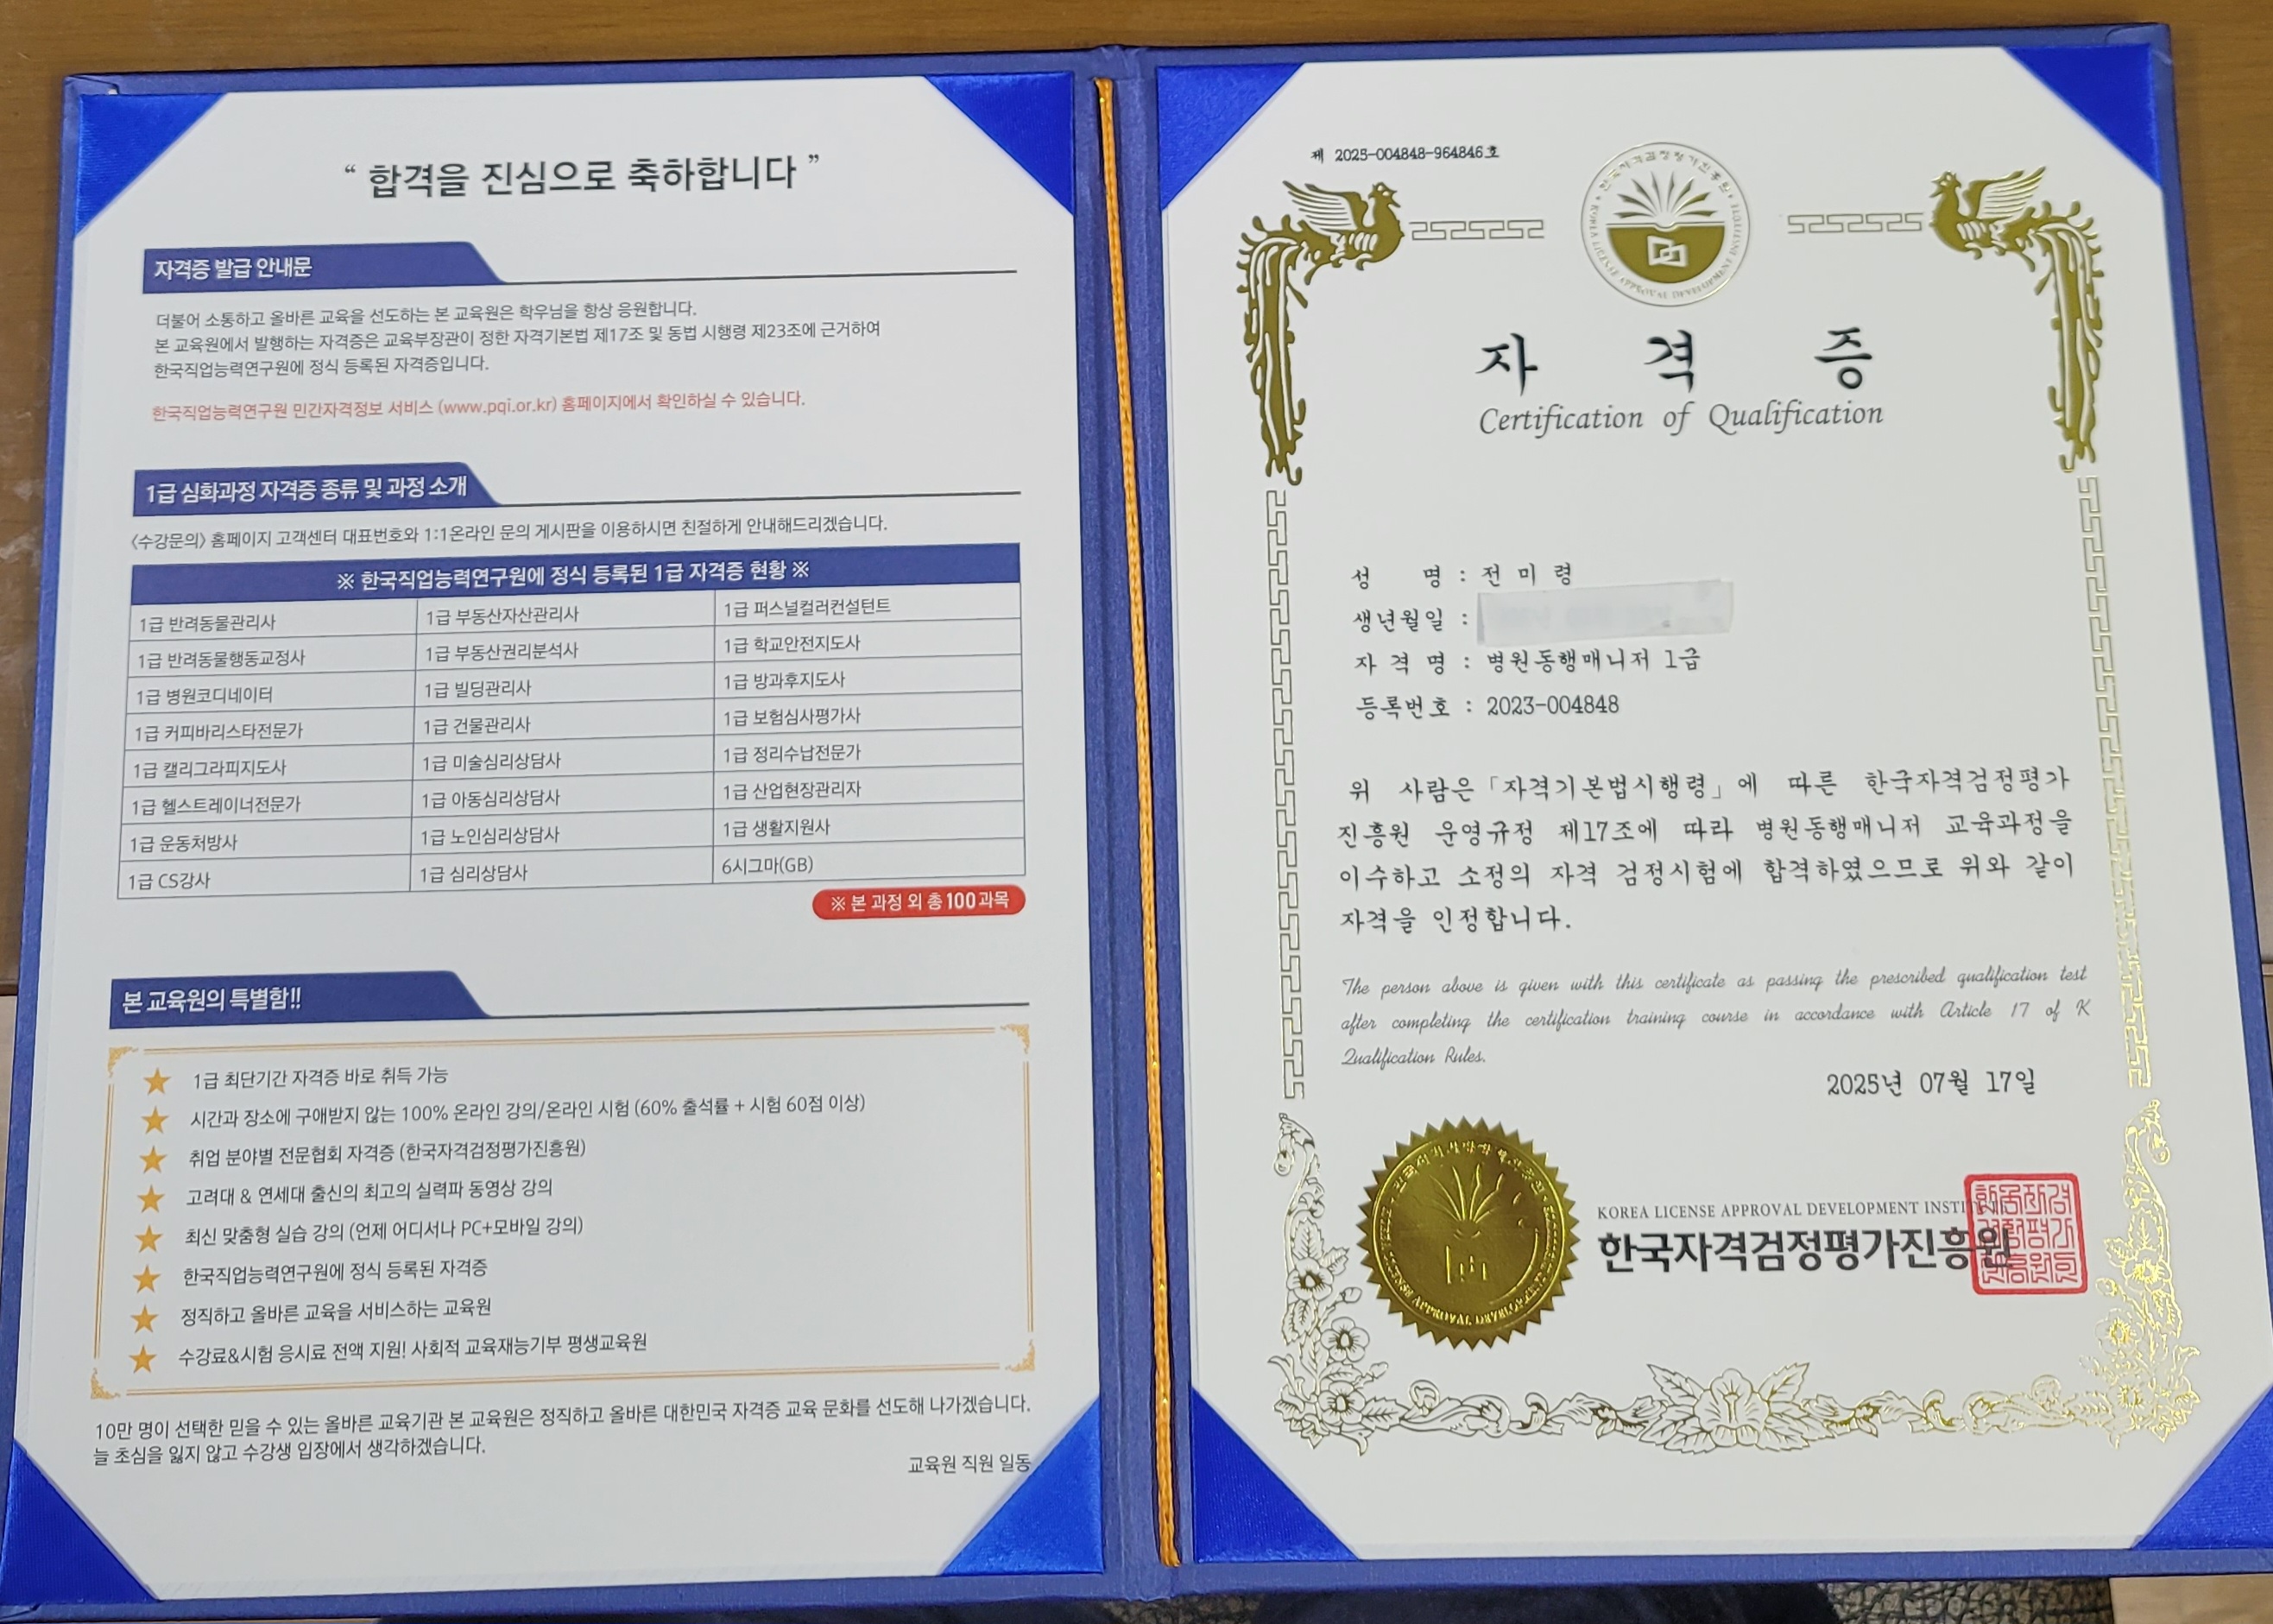 “ 합격을 진심으로 축하합니다 ”
자격증 발급 안내문
더불어 소통하고 올바른 교육을 선도하는 본 교육원은 학우님을 항상 응원합니다.
본 교육원에서 발행하는 자격증은 교육부장관이 정한 자격기본법 제17조 및 동법 시행령 제23조에 근거하여
한국직업능력연구원에 정식 등록된 자격증입니다.
한국직업능력연구원 민간자격정보 서비스 (www.pqi.or.kr) 홈페이지에서 확인하실 수 있습니다.
1급 심화과정 자격증 종류 및 과정 소개
<수강문의> 홈페이지 고객센터 대표번호와 1:1온라인 문의 게시판을 이용하시면 친절하게 안내해드리겠습니다.
※ 한국직업능력연구원에 정식 등록된 1급 자격증 현황 ※
1급 반려동물관리사 1급 부동산자산관리사 1급 퍼스널컬러컨설턴트
1급 반려동물행동교정사 1급 부동산권리분석사 1급 학교안전지도사
1급 병원코디네이터 1급 빌딩관리사 1급 방과후지도사
1급 커피바리스타전문가 1급 건물관리사 1급 보험심사평가사
1급 캘리그라피지도사 1급 미술심리상담사 1급 정리수납전문가
1급 헬스트레이너전문가 1급 아동심리상담사 1급 산업현장관리자
1급 운동처방사 1급 노인심리상담사 1급 생활지원사
1급 CS강사 1급 심리상담사 6시그마(GB)
※ 본 과정 외 총 100과목
본 교육원의 특별함!!
★ 1급 최단기간 자격증 바로 취득 가능
★ 시간과 장소에 구애받지 않는 100% 온라인 강의/온라인 시험 (60% 출석률 + 시험 60점 이상)
★ 취업 분야별 전문협회 자격증 (한국자격검정평가진흥원)
★ 고려대 & 연세대 출신의 최고의 실력파 동영상 강의
★ 최신 맞춤형 실습 강의 (언제 어디서나 PC+모바일 강의)
★ 한국직업능력연구원에 정식 등록된 자격증
★ 정직하고 올바른 교육을 서비스하는 교육원
★ 수강료&시험 응시료 전액 지원! 사회적 교육재능기부 평생교육원
10만 명이 선택한 믿을 수 있는 올바른 교육기관 본 교육원은 정직하고 올바른 대한민국 자격증 교육 문화를 선도해 나가겠습니다.
늘 초심을 잃지 않고 수강생 입장에서 생각하겠습니다.
교육원 직원 일동
제 2025-004848-964846호
한국자격검정평가진흥원
KOREA LICENSE APPROVAL DEVELOPMENT INSTITUTE
자 격 증
Certification of Qualification
성 명 : 전 미 령
생년월일 :
자 격 명 : 병원동행매니저 1급
등록번호 : 2023-004848
위 사람은 「자격기본법시행령」에 따른 한국자격검정평가
진흥원 운영규정 제17조에 따라 병원동행매니저 교육과정을
이수하고 소정의 자격 검정시험에 합격하였으므로 위와 같이
자격을 인정합니다.
The person above is given with this certificate as passing the prescribed qualification test
after completing the certification training course in accordance with Article 17 of K
Qualification Rules.
2025년 07월 17일
KOREA LICENSE APPROVAL DEVELOPMENT INSTITUTE
한국자격검정평가진흥원